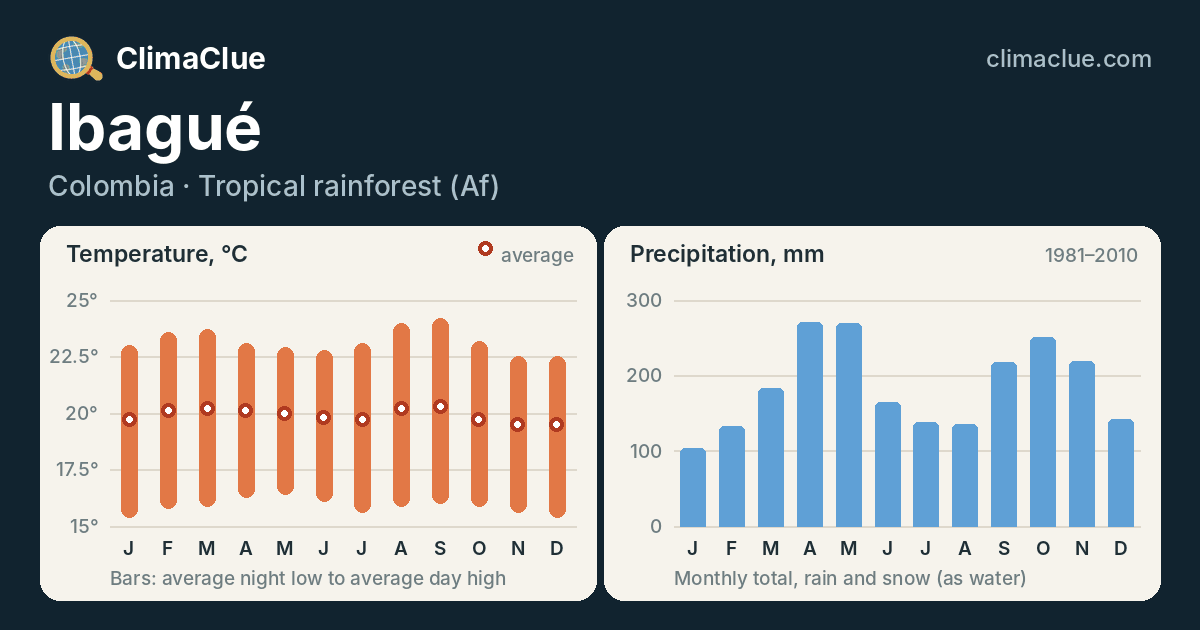 ClimaClue
climaclue.com
Ibagué
Colombia · Tropical rainforest (Af)
Temperature, °C
average
25°
22.5°
20°
17.5°
15°
J F M A M J J A S O N D
Bars: average night low to average day high
Precipitation, mm
1981–2010
300
200
100
0
J F M A M J J A S O N D
Monthly total, rain and snow (as water)